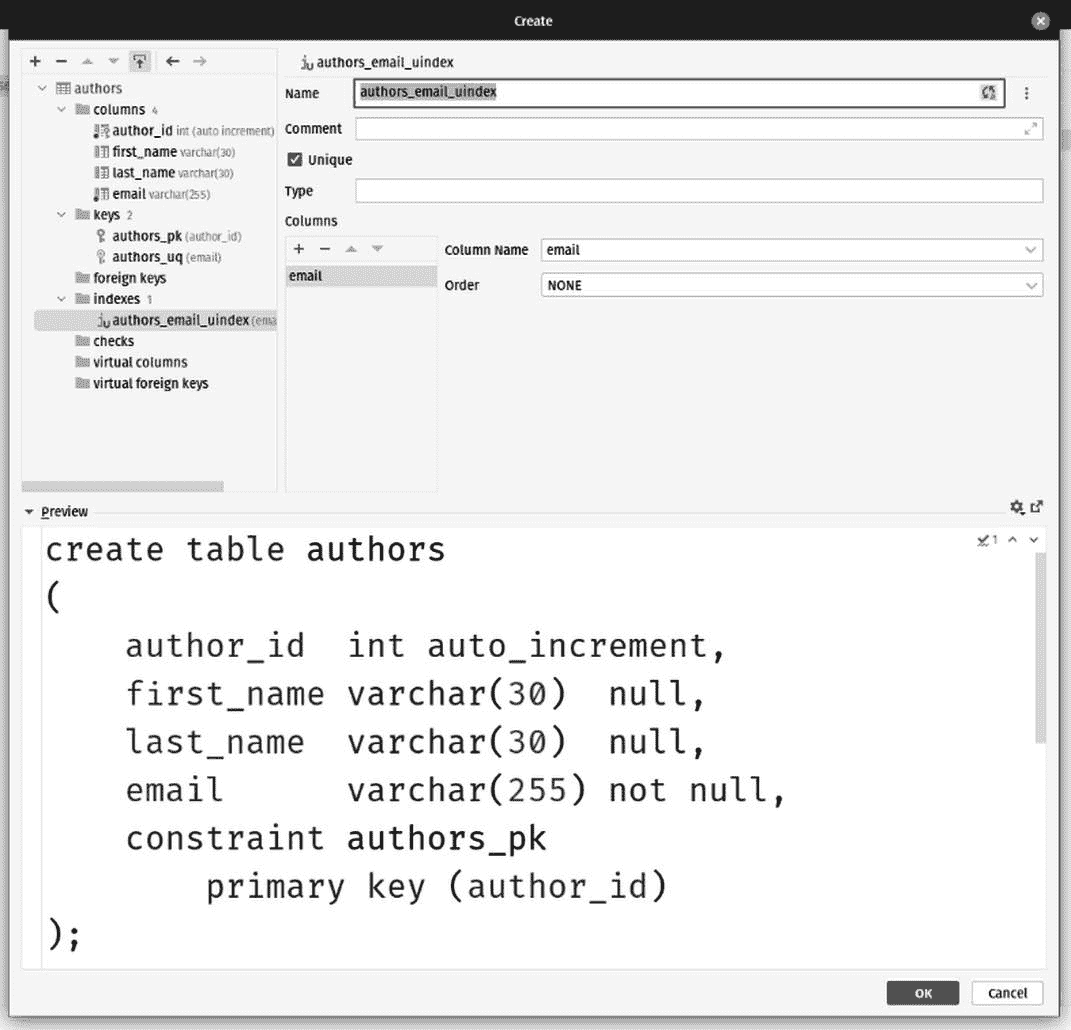 Create
authors_email_uindex
authors
Name authors_email_uindex
columns 4
author_id int (auto increment)
Comment
first_name varchar(30)
Unique
last_name varchar(30)
email varchar(255)
Type
keys 2
Columns
authors_pk (author_id)
authors_uq (email)
Column Name email
foreign keys
email
Order NONE
indexes 1
authors_email_uindex (ema
checks
virtual columns
virtual foreign keys
Preview
1
create table authors
(
author_id int auto_increment,
first_name varchar(30) null,
last_name varchar(30) null,
email varchar(255) not null,
constraint authors_pk
primary key (author_id)
);
OK Cancel